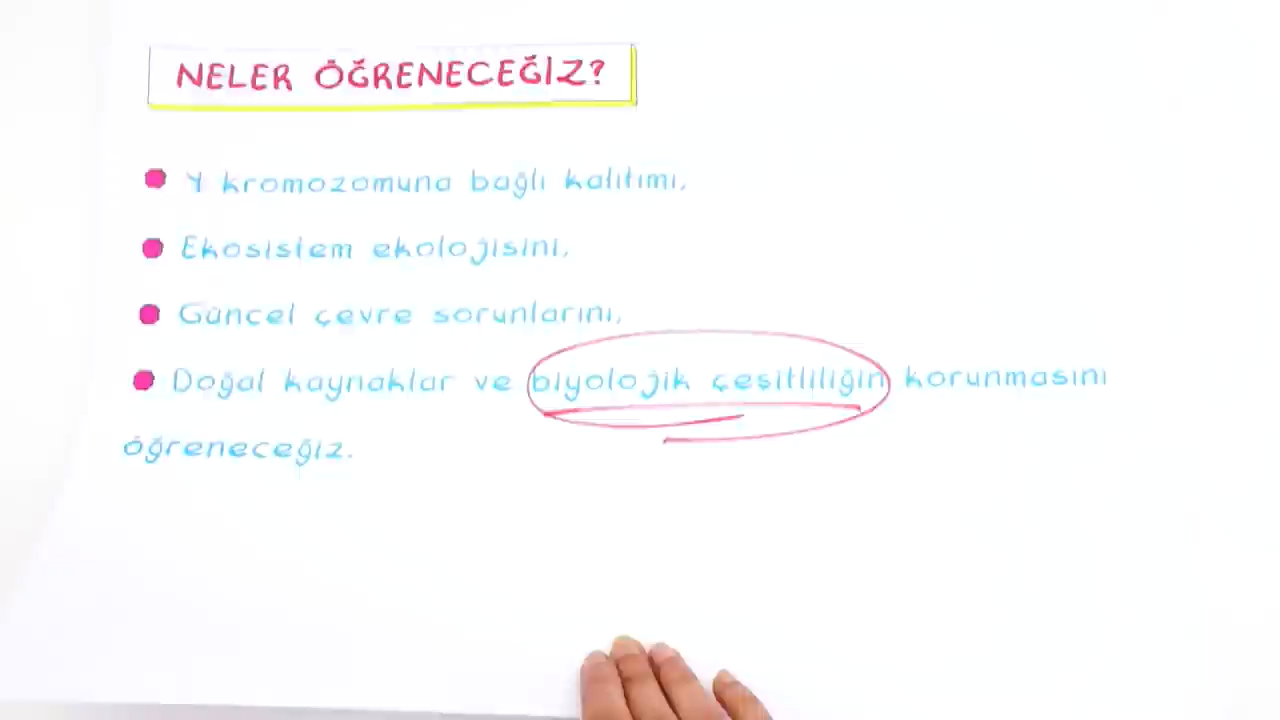 NELER ÖĞRENECEĞİZ?
Y kromozomuna bağlı kalıtımı,
Ekosistem ekolojisini,
Güncel çevre sorunlarını,
Doğal kaynaklar ve biyolojik çeşitliliğin korunmasını
öğreneceğiz.